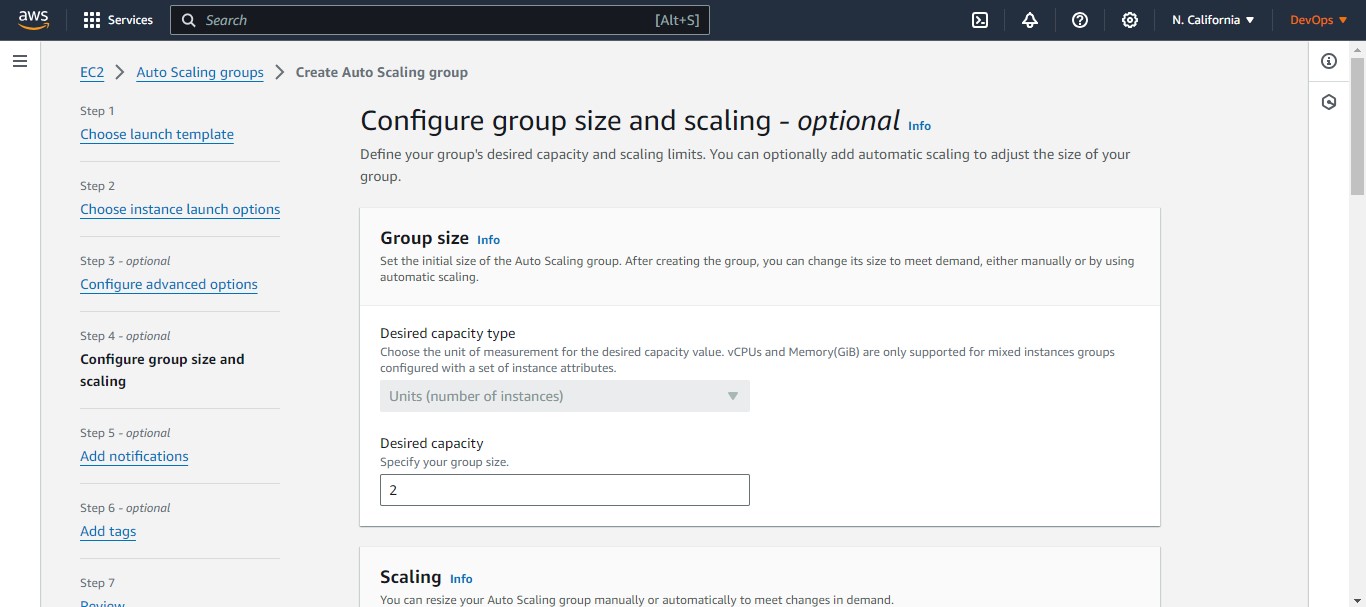 aws
Services
Search
[Alt+S]
N. California
DevOps
EC2
Auto Scaling groups
Create Auto Scaling group
Step 1
Choose launch template
Step 2
Choose instance launch options
Step 3 - optional
Configure advanced options
Step 4 - optional
Configure group size and
scaling
Step 5 - optional
Add notifications
Step 6 - optional
Add tags
Step 7
Review
Configure group size and scaling - optional Info
Define your group's desired capacity and scaling limits. You can optionally add automatic scaling to adjust the size of your
group.
Group size Info
Set the initial size of the Auto Scaling group. After creating the group, you can change its size to meet demand, either manually or by using
automatic scaling.
Desired capacity type
Choose the unit of measurement for the desired capacity value. vCPUs and Memory(GiB) are only supported for mixed instances groups
configured with a set of instance attributes.
Units (number of instances)
Desired capacity
Specify your group size.
2
Scaling Info
You can resize your Auto Scaling group manually or automatically to meet changes in demand.